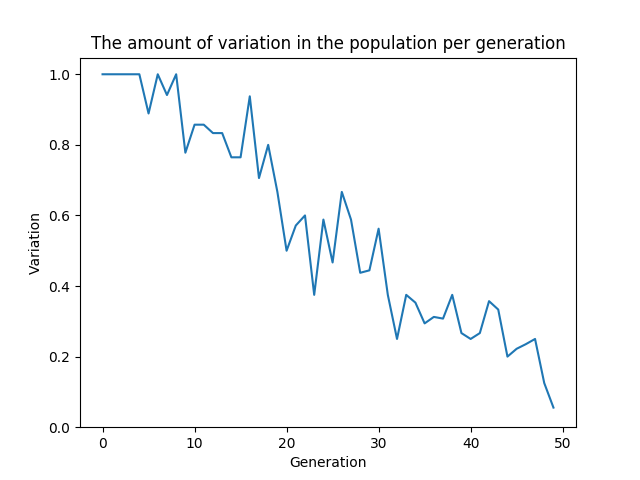 The amount of variation in the population per generation
1.0
0.8
0.6
0.4
0.2
0.0
Variation
0 10 20 30 40 50
Generation